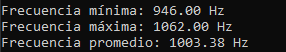 Frecuencia mínima: 946.00 Hz
Frecuencia máxima: 1062.00 Hz
Frecuencia promedio: 1003.38 Hz